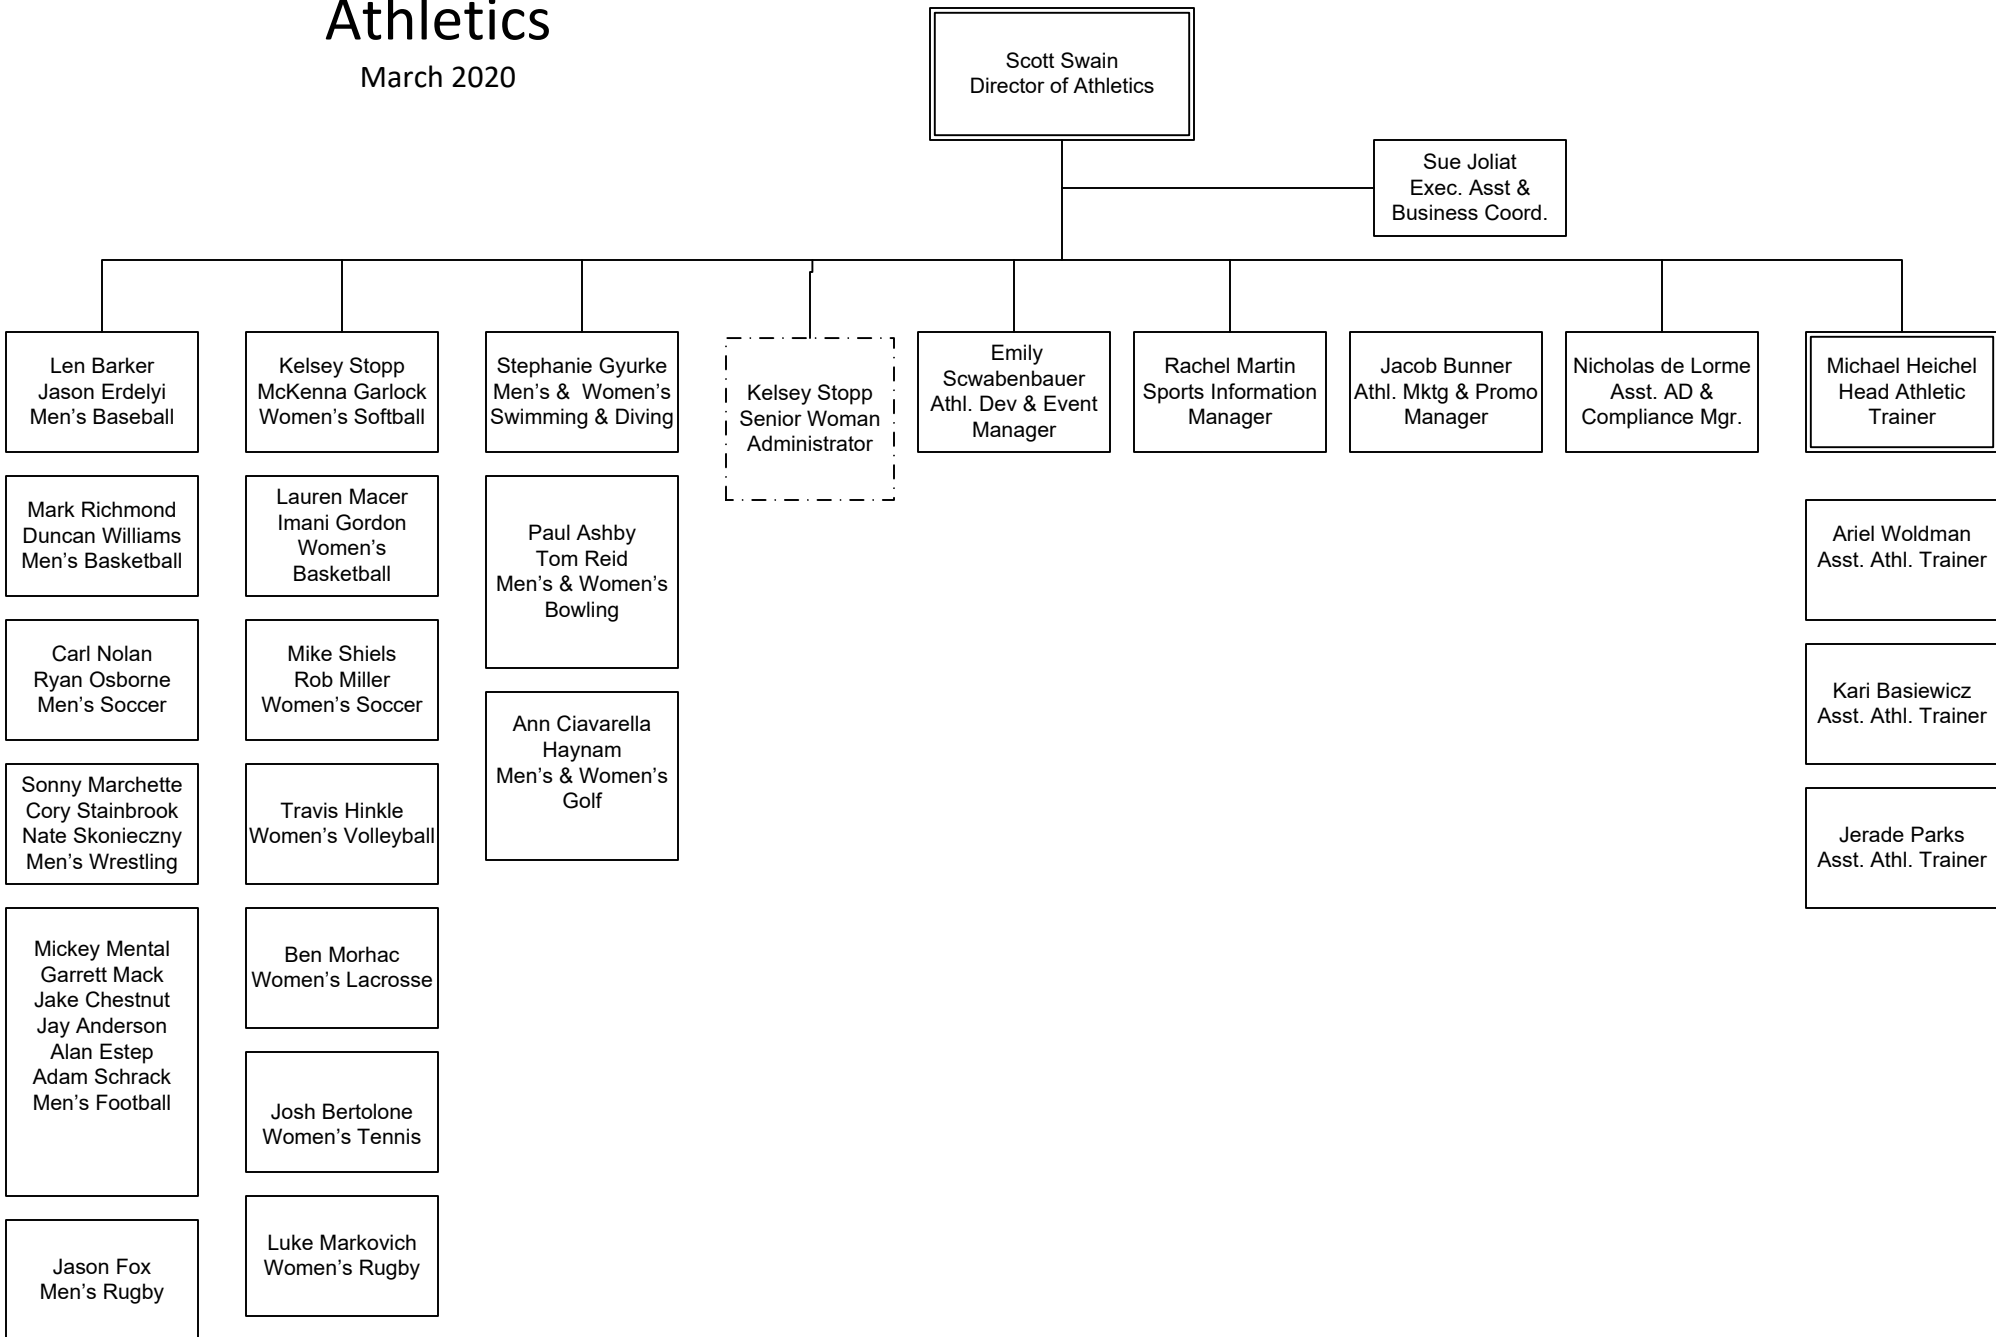 Athletics
March 2020
Scott Swain
Director of Athletics
Sue Joliat
Exec. Asst &
Business Coord.
Len Barker
Jason Erdelyi
Men's Baseball
Kelsey Stopp
McKenna Garlock
Women's Softball
Stephanie Gyurke
Men's &  Women's
Swimming & Diving
Kelsey Stopp
Senior Woman
Administrator
Emily
Scwabenbauer
Athl. Dev & Event
Manager
Rachel Martin
Sports Information
Manager
Jacob Bunner
Athl. Mktg & Promo
Manager
Nicholas de Lorme
Asst. AD &
Compliance Mgr.
Michael Heichel
Head Athletic
Trainer
Mark Richmond
Duncan Williams
Men's Basketball
Lauren Macer
Imani Gordon
Women's
Basketball
Paul Ashby
Tom Reid
Men's & Women's
Bowling
Ariel Woldman
Asst. Athl. Trainer
Carl Nolan
Ryan Osborne
Men's Soccer
Mike Shiels
Rob Miller
Women's Soccer
Ann Ciavarella
Haynam
Men's & Women's
Golf
Kari Basiewicz
Asst. Athl. Trainer
Sonny Marchette
Cory Stainbrook
Nate Skonieczny
Men's Wrestling
Travis Hinkle
Women's Volleyball
Jerade Parks
Asst. Athl. Trainer
Mickey Mental
Garrett Mack
Jake Chestnut
Jay Anderson
Alan Estep
Adam Schrack
Men's Football
Ben Morhac
Women's Lacrosse
Josh Bertolone
Women's Tennis
Jason Fox
Men's Rugby
Luke Markovich
Women's Rugby